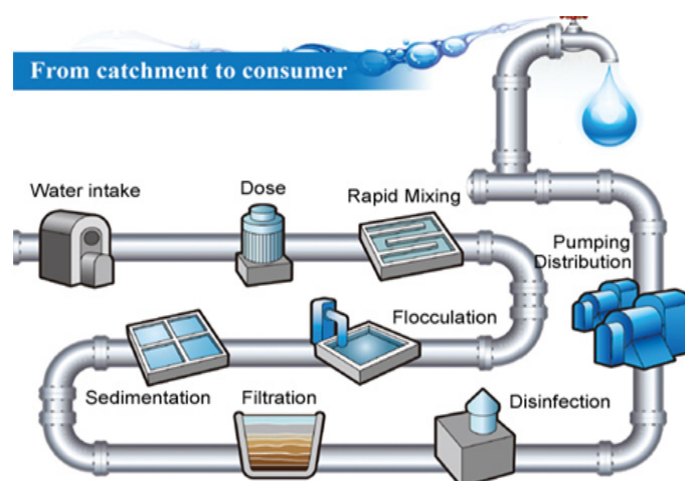 From catchment to consumer
Water intake
Dose
Rapid Mixing
Pumping
Distribution
Flocculation
Sedimentation
Filtration
Disinfection